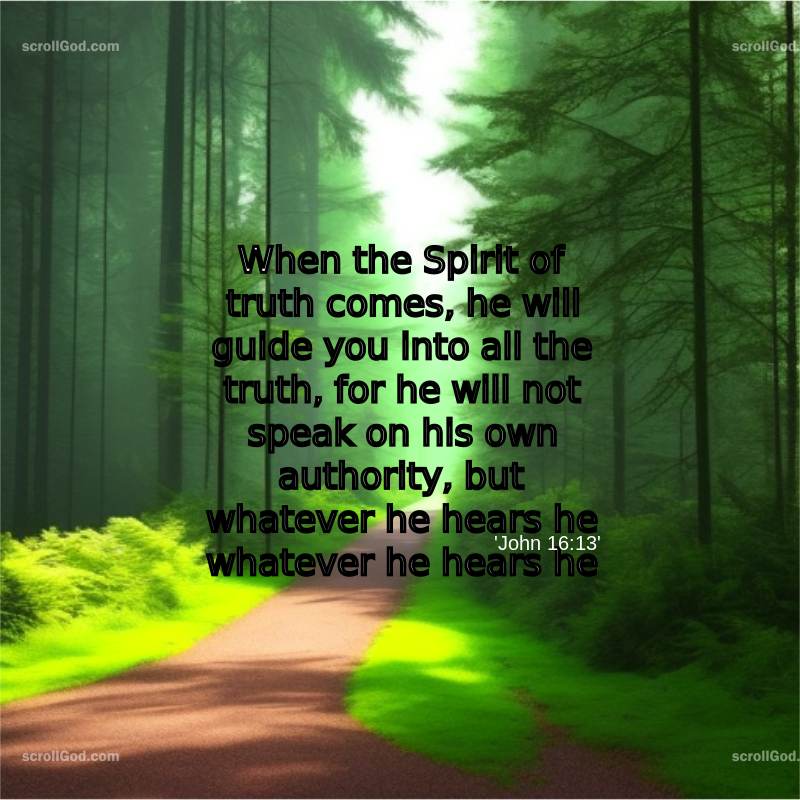 scrollGod.com scrollGod.
When the Spirit of
truth comes, he will
guide you into all the
truth, for he will not
speak on his own
authority, but
whatever he hears he
'John 16:13'
whatever he hears he
scrollGod.com scrollGod.